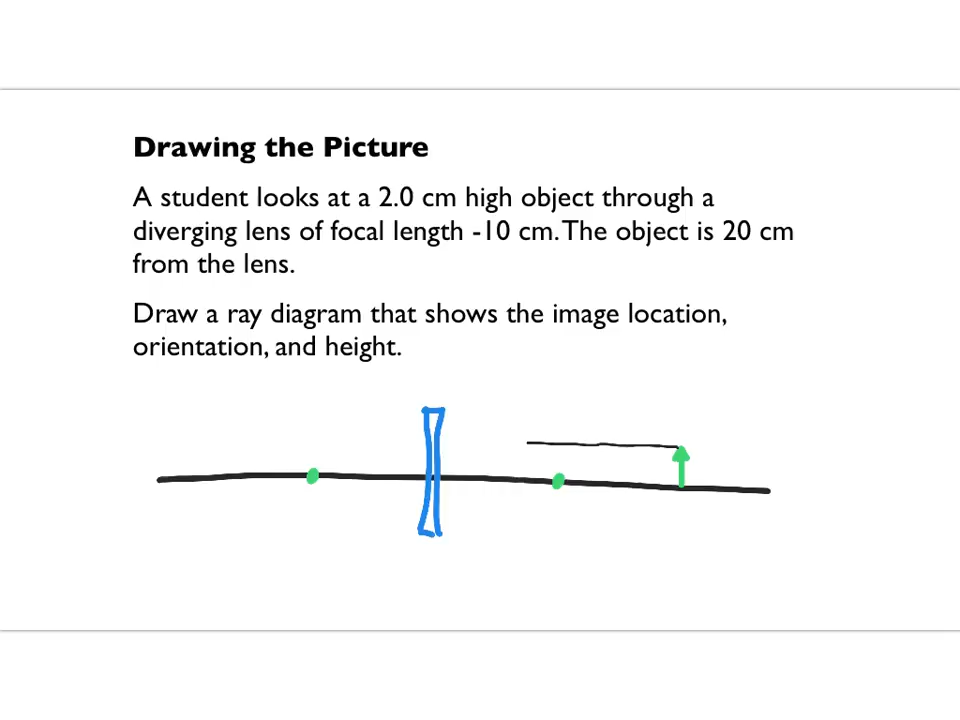 Drawing the Picture
A student looks at a 2.0 cm high object through a
diverging lens of focal length -10 cm. The object is 20 cm
from the lens.
Draw a ray diagram that shows the image location,
orientation, and height.